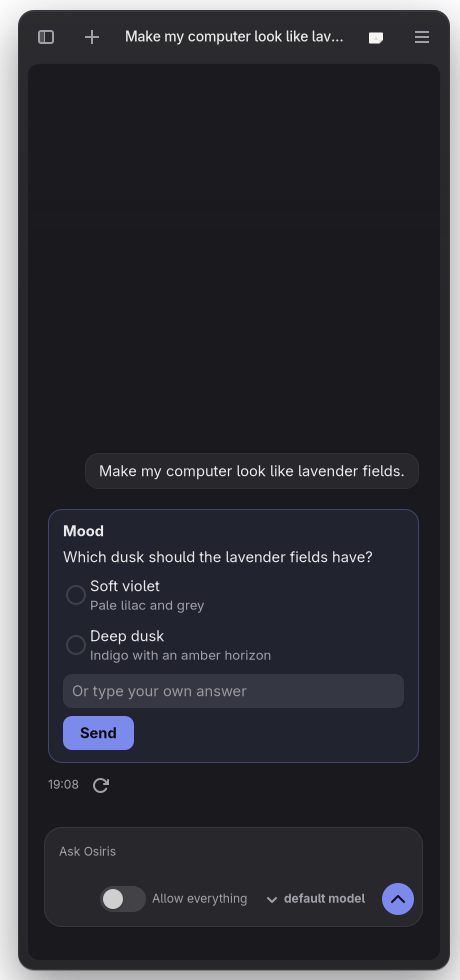 Make my computer look like lav...
Make my computer look like lavender fields.
Mood
Which dusk should the lavender fields have?
Soft violet
Pale lilac and grey
Deep dusk
Indigo with an amber horizon
Or type your own answer
Send
19:08
Ask Osiris
Allow everything default model